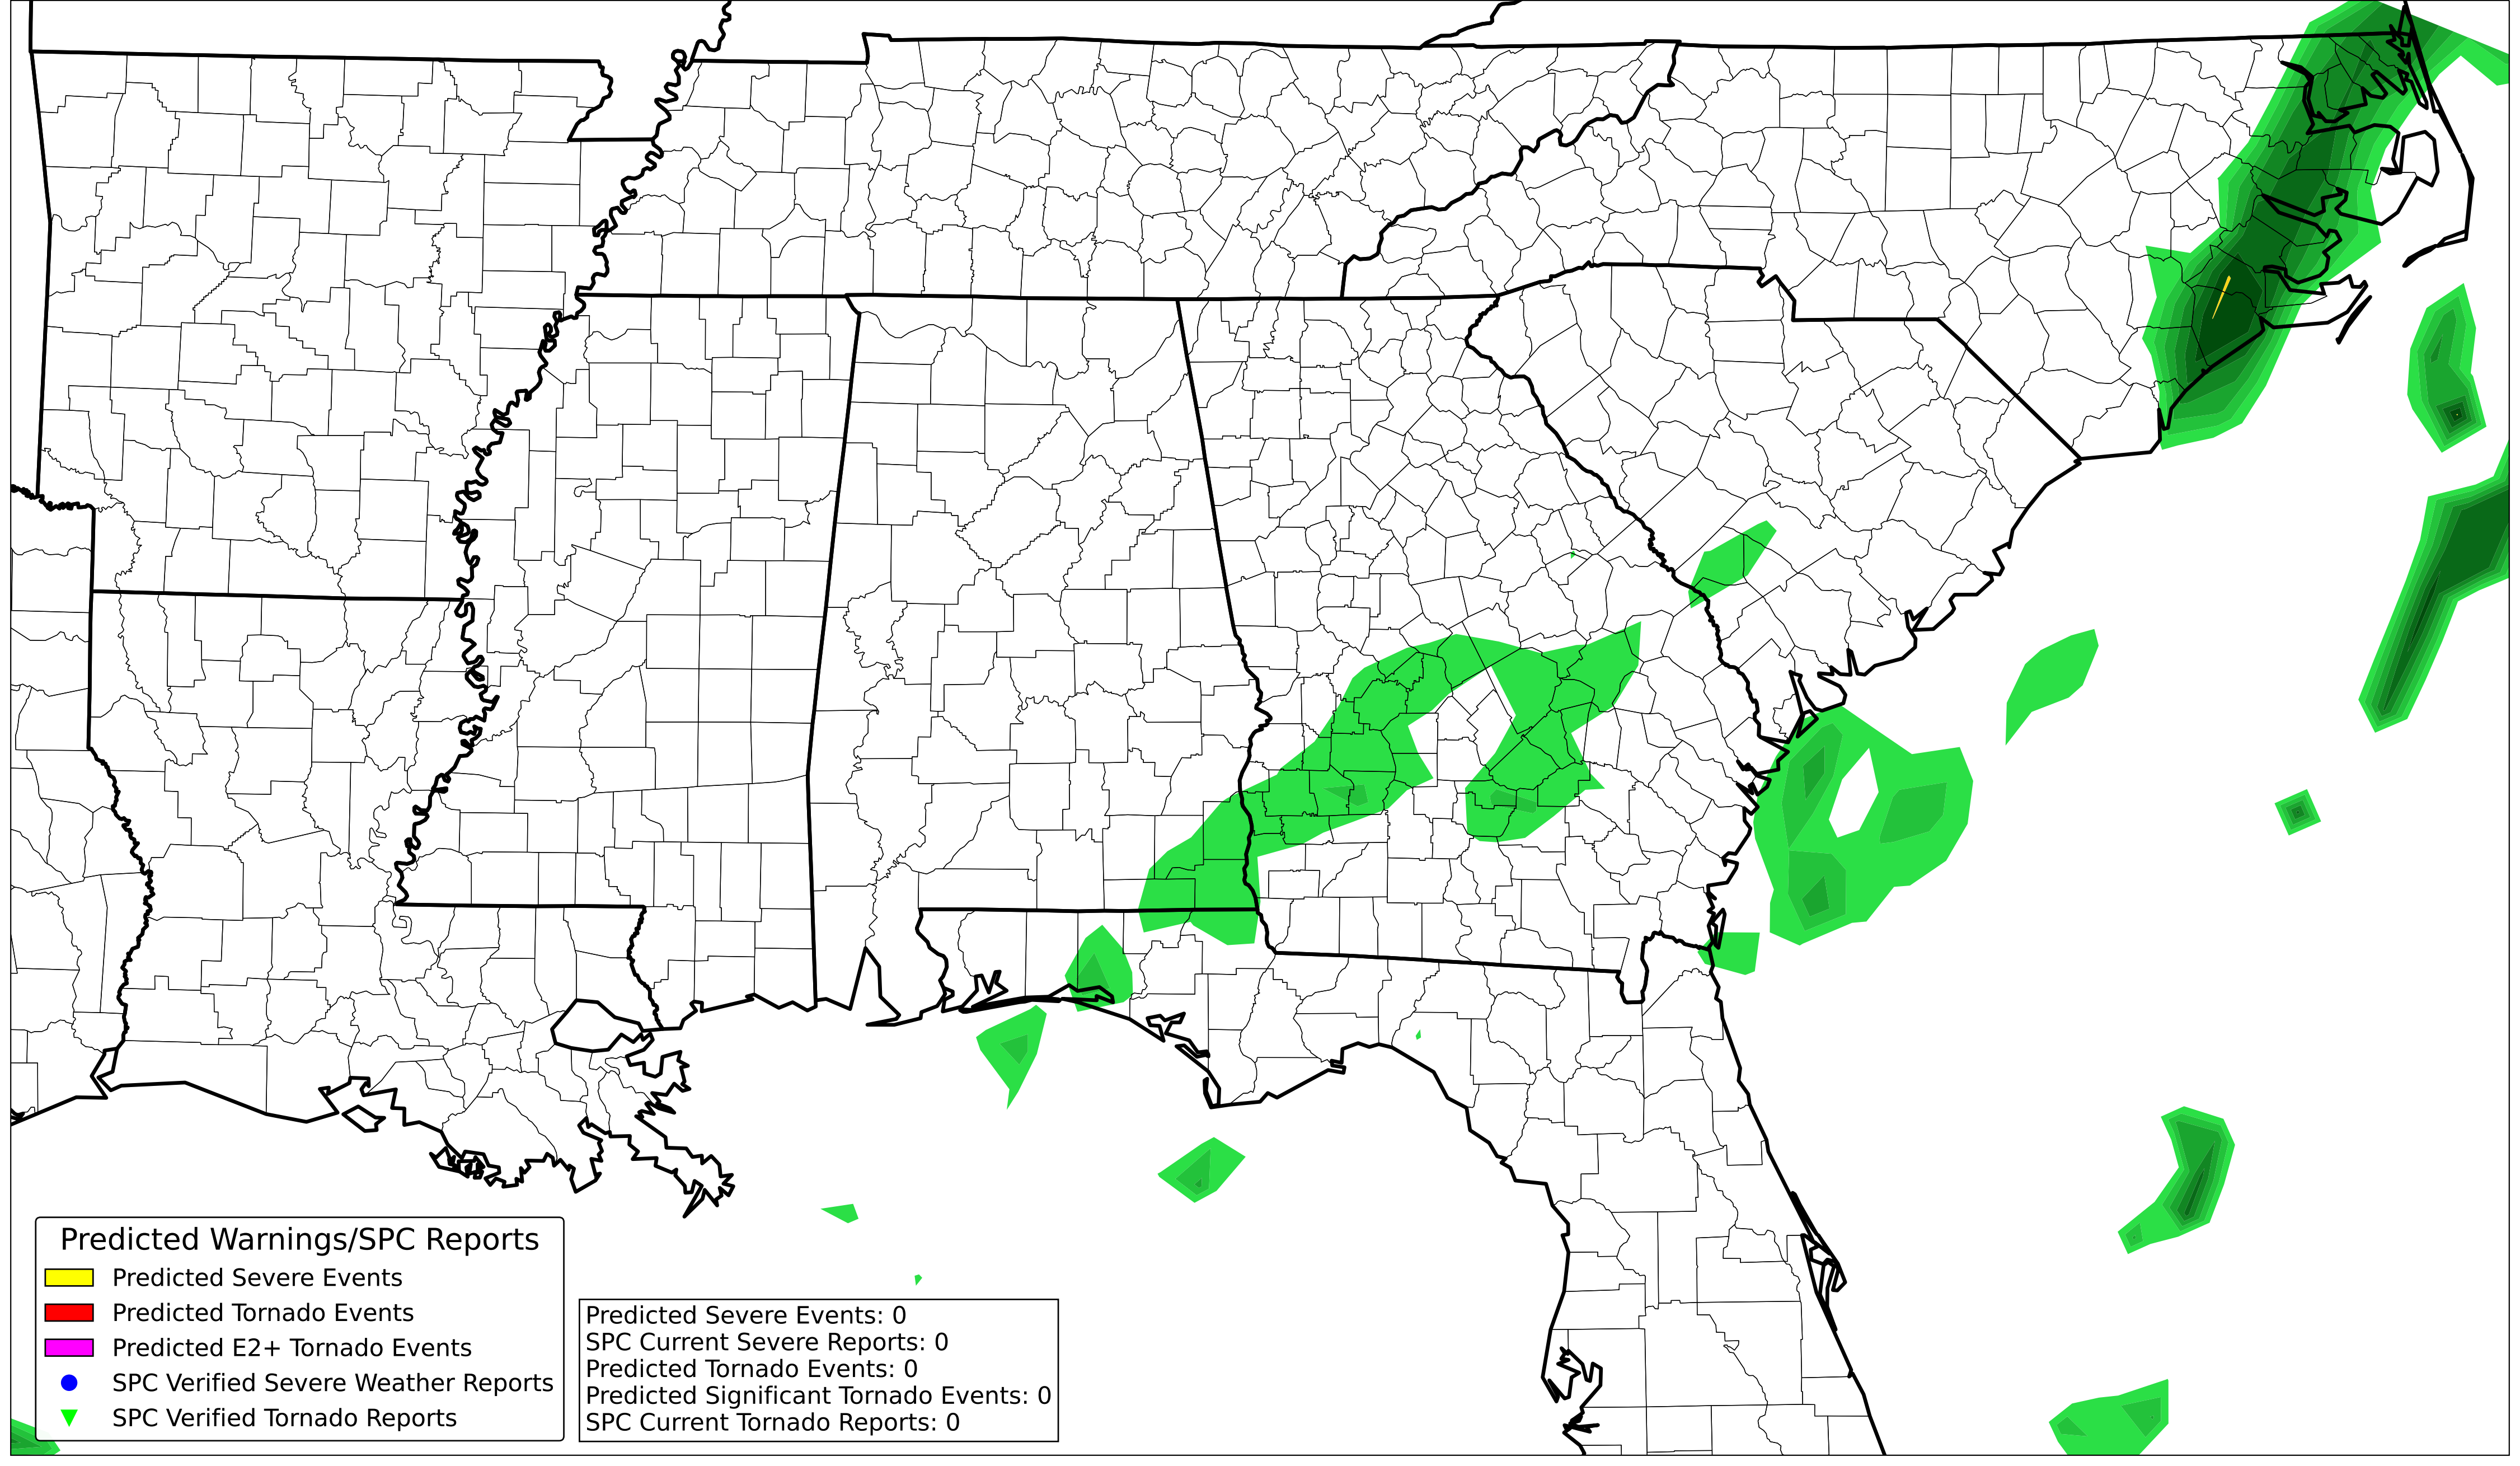 Predicted Warnings/SPC Reports
Predicted Severe Events
Predicted Tornado Events
Predicted E2+ Tornado Events
SPC Verified Severe Weather Reports
SPC Verified Tornado Reports
Predicted Severe Events: 0
SPC Current Severe Reports: 0
Predicted Tornado Events: 0
Predicted Significant Tornado Events: 0
SPC Current Tornado Reports: 0